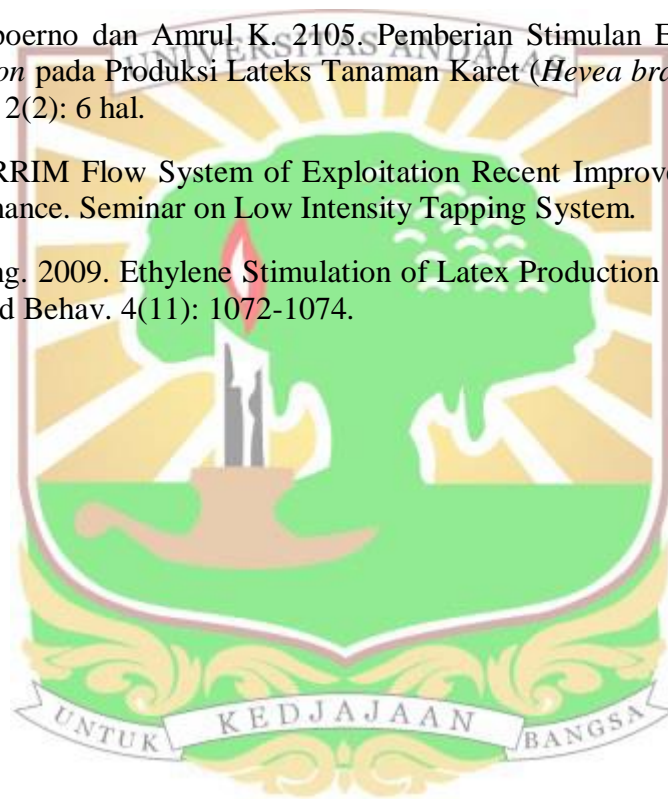 poerno dan Amrul K. 2105. Pemberian Stimulan E
UNIVERSITAS ANDALA
on pada Produksi Lateks Tanaman Karet (Hevea bra
2(2): 6 hal.
RRIM Flow System of Exploitation Recent Improve
nance. Seminar on Low Intensity Tapping System.
ng. 2009. Ethylene Stimulation of Latex Production
d Behav. 4(11): 1072-1074.
UNTUK KEDJAJAAN BANGSA